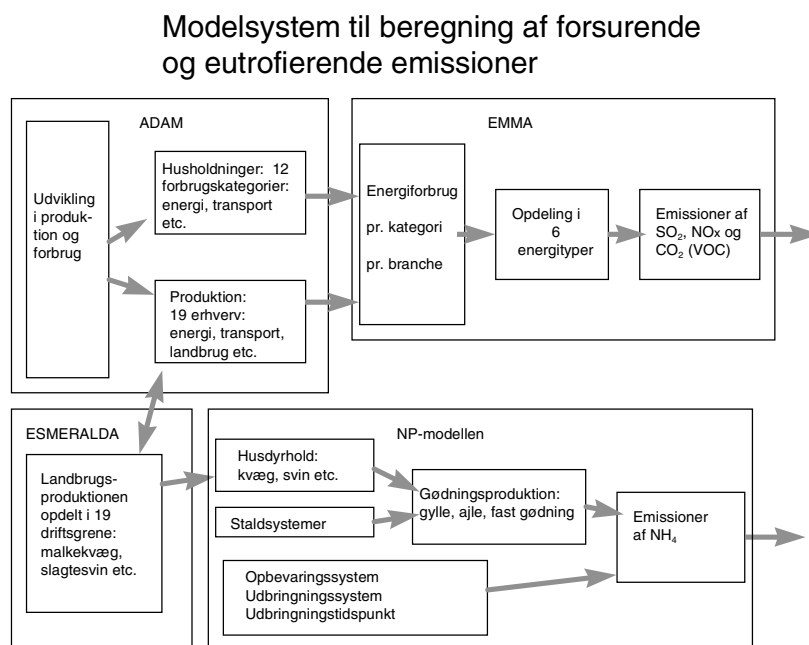 Modelsystem til beregning af forsurende
og eutrofierende emissioner
ADAM
Udvikling
i produk-
tion og
forbrug
Husholdninger: 12
forbrugskategorier:
energi, transport
etc.
Produktion:
19 erhverv:
energi, transport,
landbrug etc.
EMMA
Energiforbrug
pr. kategori
pr. branche
Opdeling i
6
energityper
Emissioner af
SO₂, NOx og
CO₂ (VOC)
ESMERALDA
Landbrugs-
produktionen
opdelt i 19
driftsgrene:
malkekvæg,
slagtesvin etc.
NP-modellen
Husdyrhold:
kvæg, svin etc.
Staldsystemer
Gødningsproduktion:
gylle, ajle, fast gødning
Opbevaringssystem
Udbringningssystem
Udbringningstidspunkt
Emissioner
af NH₄